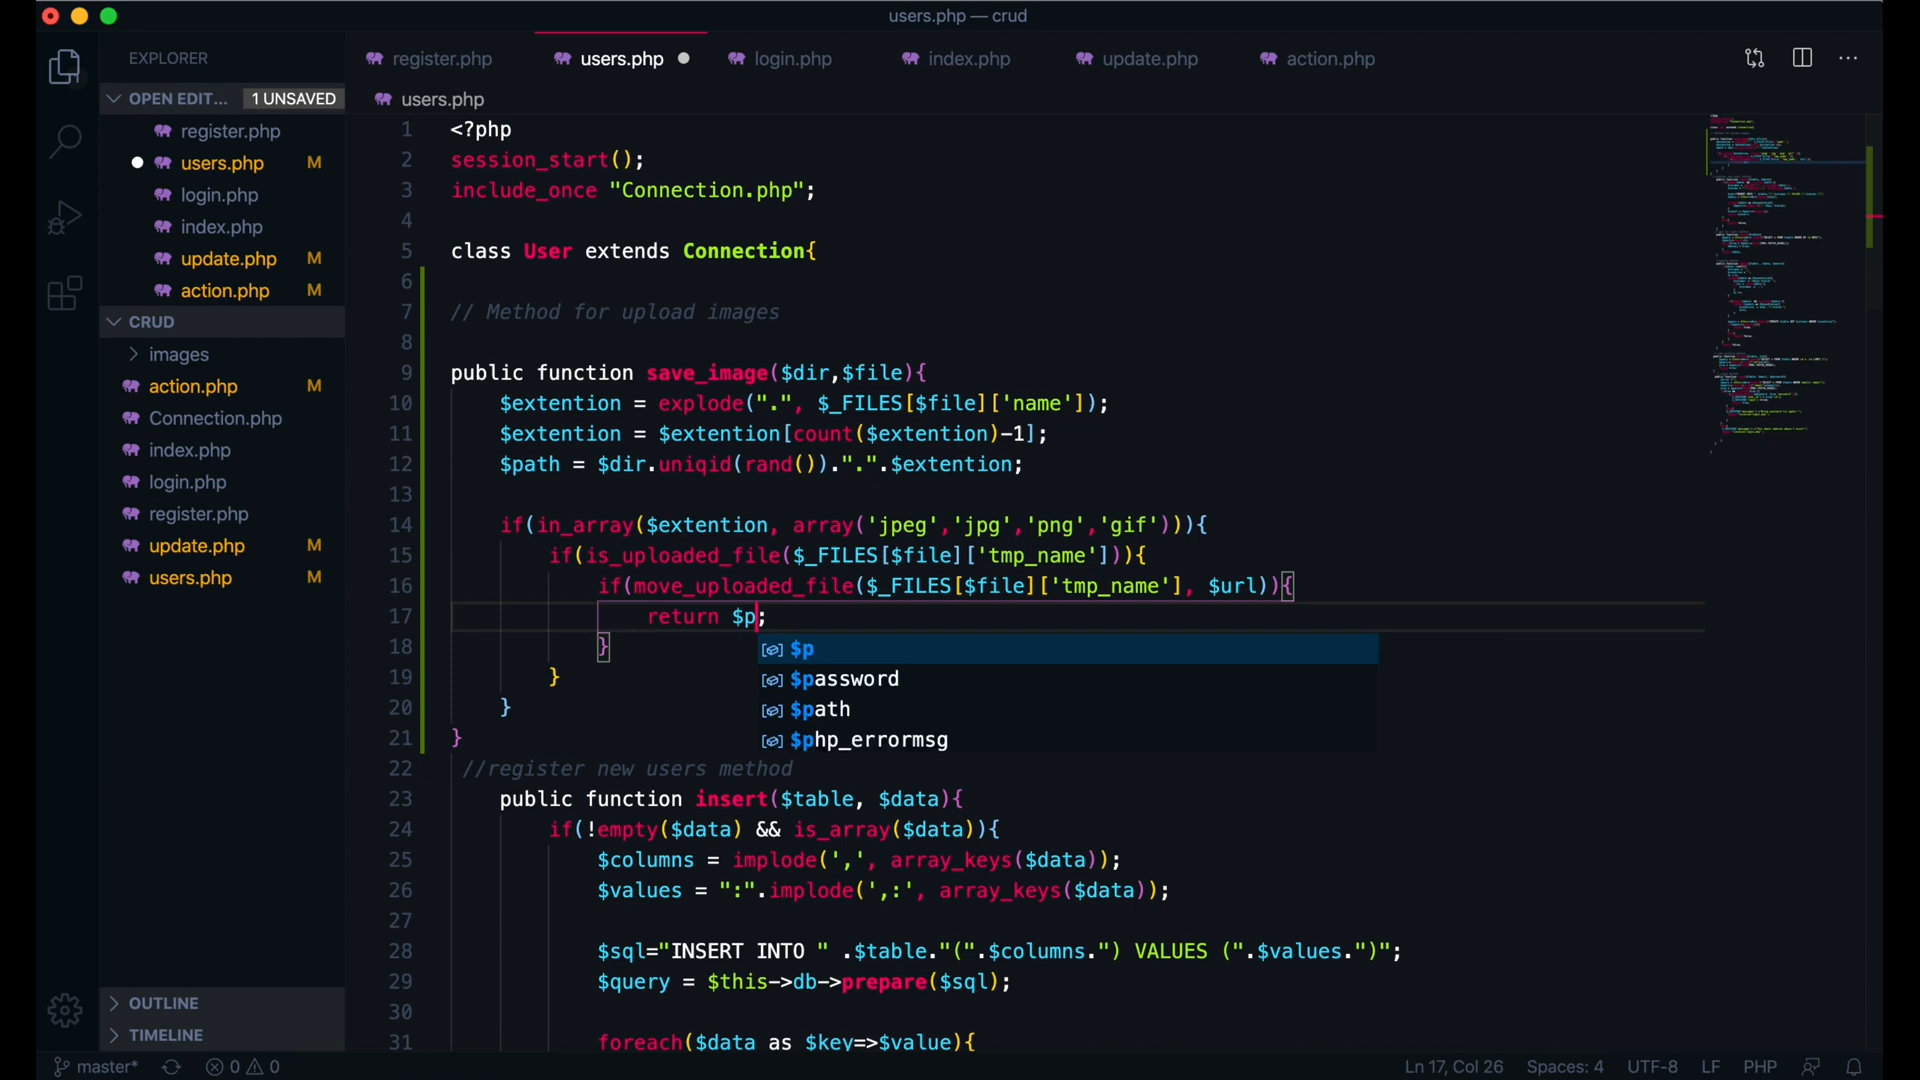 users.php — crud
EXPLORER
register.php
users.php
login.php
index.php
update.php
action.php
OPEN EDIT... 1 UNSAVED
register.php
users.php M
login.php
index.php
update.php M
action.php M
CRUD
images
action.php M
Connection.php
index.php
login.php
register.php
update.php M
users.php M
OUTLINE
TIMELINE
users.php
1 <?php
2 session_start();
3 include_once "Connection.php";
4
5 class User extends Connection{
6
7 // Method for upload images
8
9 public function save_image($dir,$file){
10 $extention = explode(".", $_FILES[$file]['name']);
11 $extention = $extention[count($extention)-1];
12 $path = $dir.uniqid(rand()).".".$extention;
13
14 if(in_array($extention, array('jpeg','jpg','png','gif'))){
15 if(is_uploaded_file($_FILES[$file]['tmp_name'])){
16 if(move_uploaded_file($_FILES[$file]['tmp_name'], $url)){
17 return $p;
18 }
19 }
20 }
21 }
$p
$password
$path
$php_errormsg
22 //register new users method
23 public function insert($table, $data){
24 if(!empty($data) && is_array($data)){
25 $columns = implode(',', array_keys($data));
26 $values = ":".implode(',:', array_keys($data));
27
28 $sql="INSERT INTO " .$table."(".$columns.") VALUES (".$values.")";
29 $query = $this->db->prepare($sql);
30
31 foreach($data as $key=>$value){
master* 0 0 Ln 17, Col 26 Spaces: 4 UTF-8 LF PHP